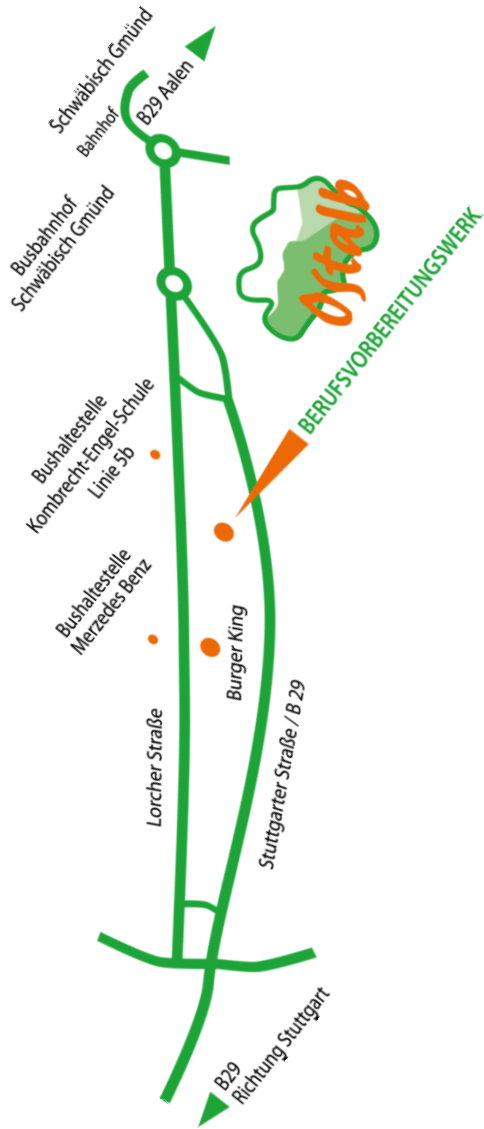 Schwäbisch Gmünd
Bahnhof
B29 Aalen
Busbahnhof
Schwäbisch Gmünd
Ostalb
BERUFSVORBEREITUNGSWERK
Bushaltestelle
Kombrecht-Engel-Schule
Linie 5b
Bushaltestelle
Merzedes Benz
Burger King
Lorcher Straße
Stuttgarter Straße / B 29
B29
Richtung Stuttgart